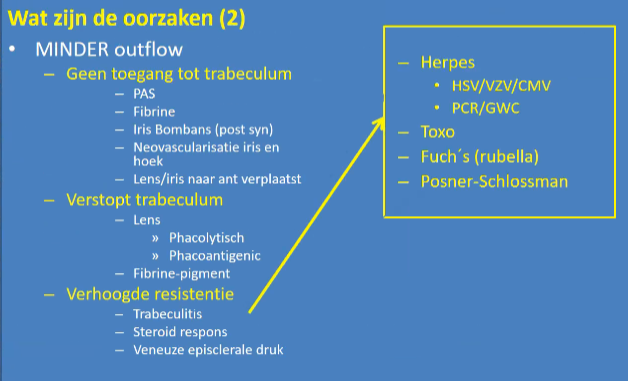 Wat zijn de oorzaken (2)
• MINDER outflow
– Geen toegang tot trabeculum
– PAS
– Fibrine
– Iris Bombans (post syn)
– Neovascularisatie iris en
hoek
– Lens/iris naar ant verplaatst
– Verstopt trabeculum
– Lens
» Phacolytisch
» Phacoantigenic
– Fibrine-pigment
– Verhoogde resistentie
– Trabeculitis
– Steroid respons
– Veneuze episclerale druk
– Herpes
• HSV/VZV/CMV
• PCR/GWC
– Toxo
– Fuch´s (rubella)
– Posner-Schlossman